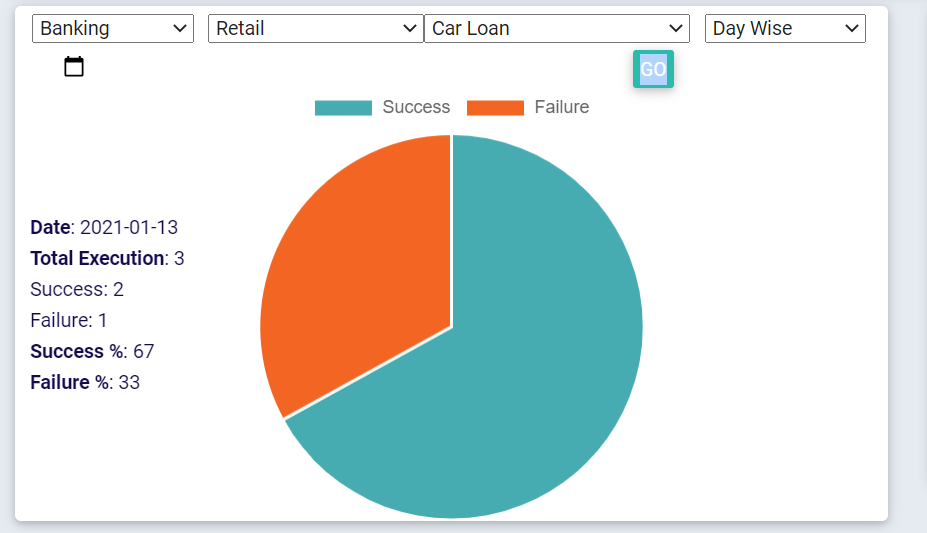 Banking Retail Car Loan Day Wise
GO
Success Failure
Date: 2021-01-13
Total Execution: 3
Success: 2
Failure: 1
Success %: 67
Failure %: 33